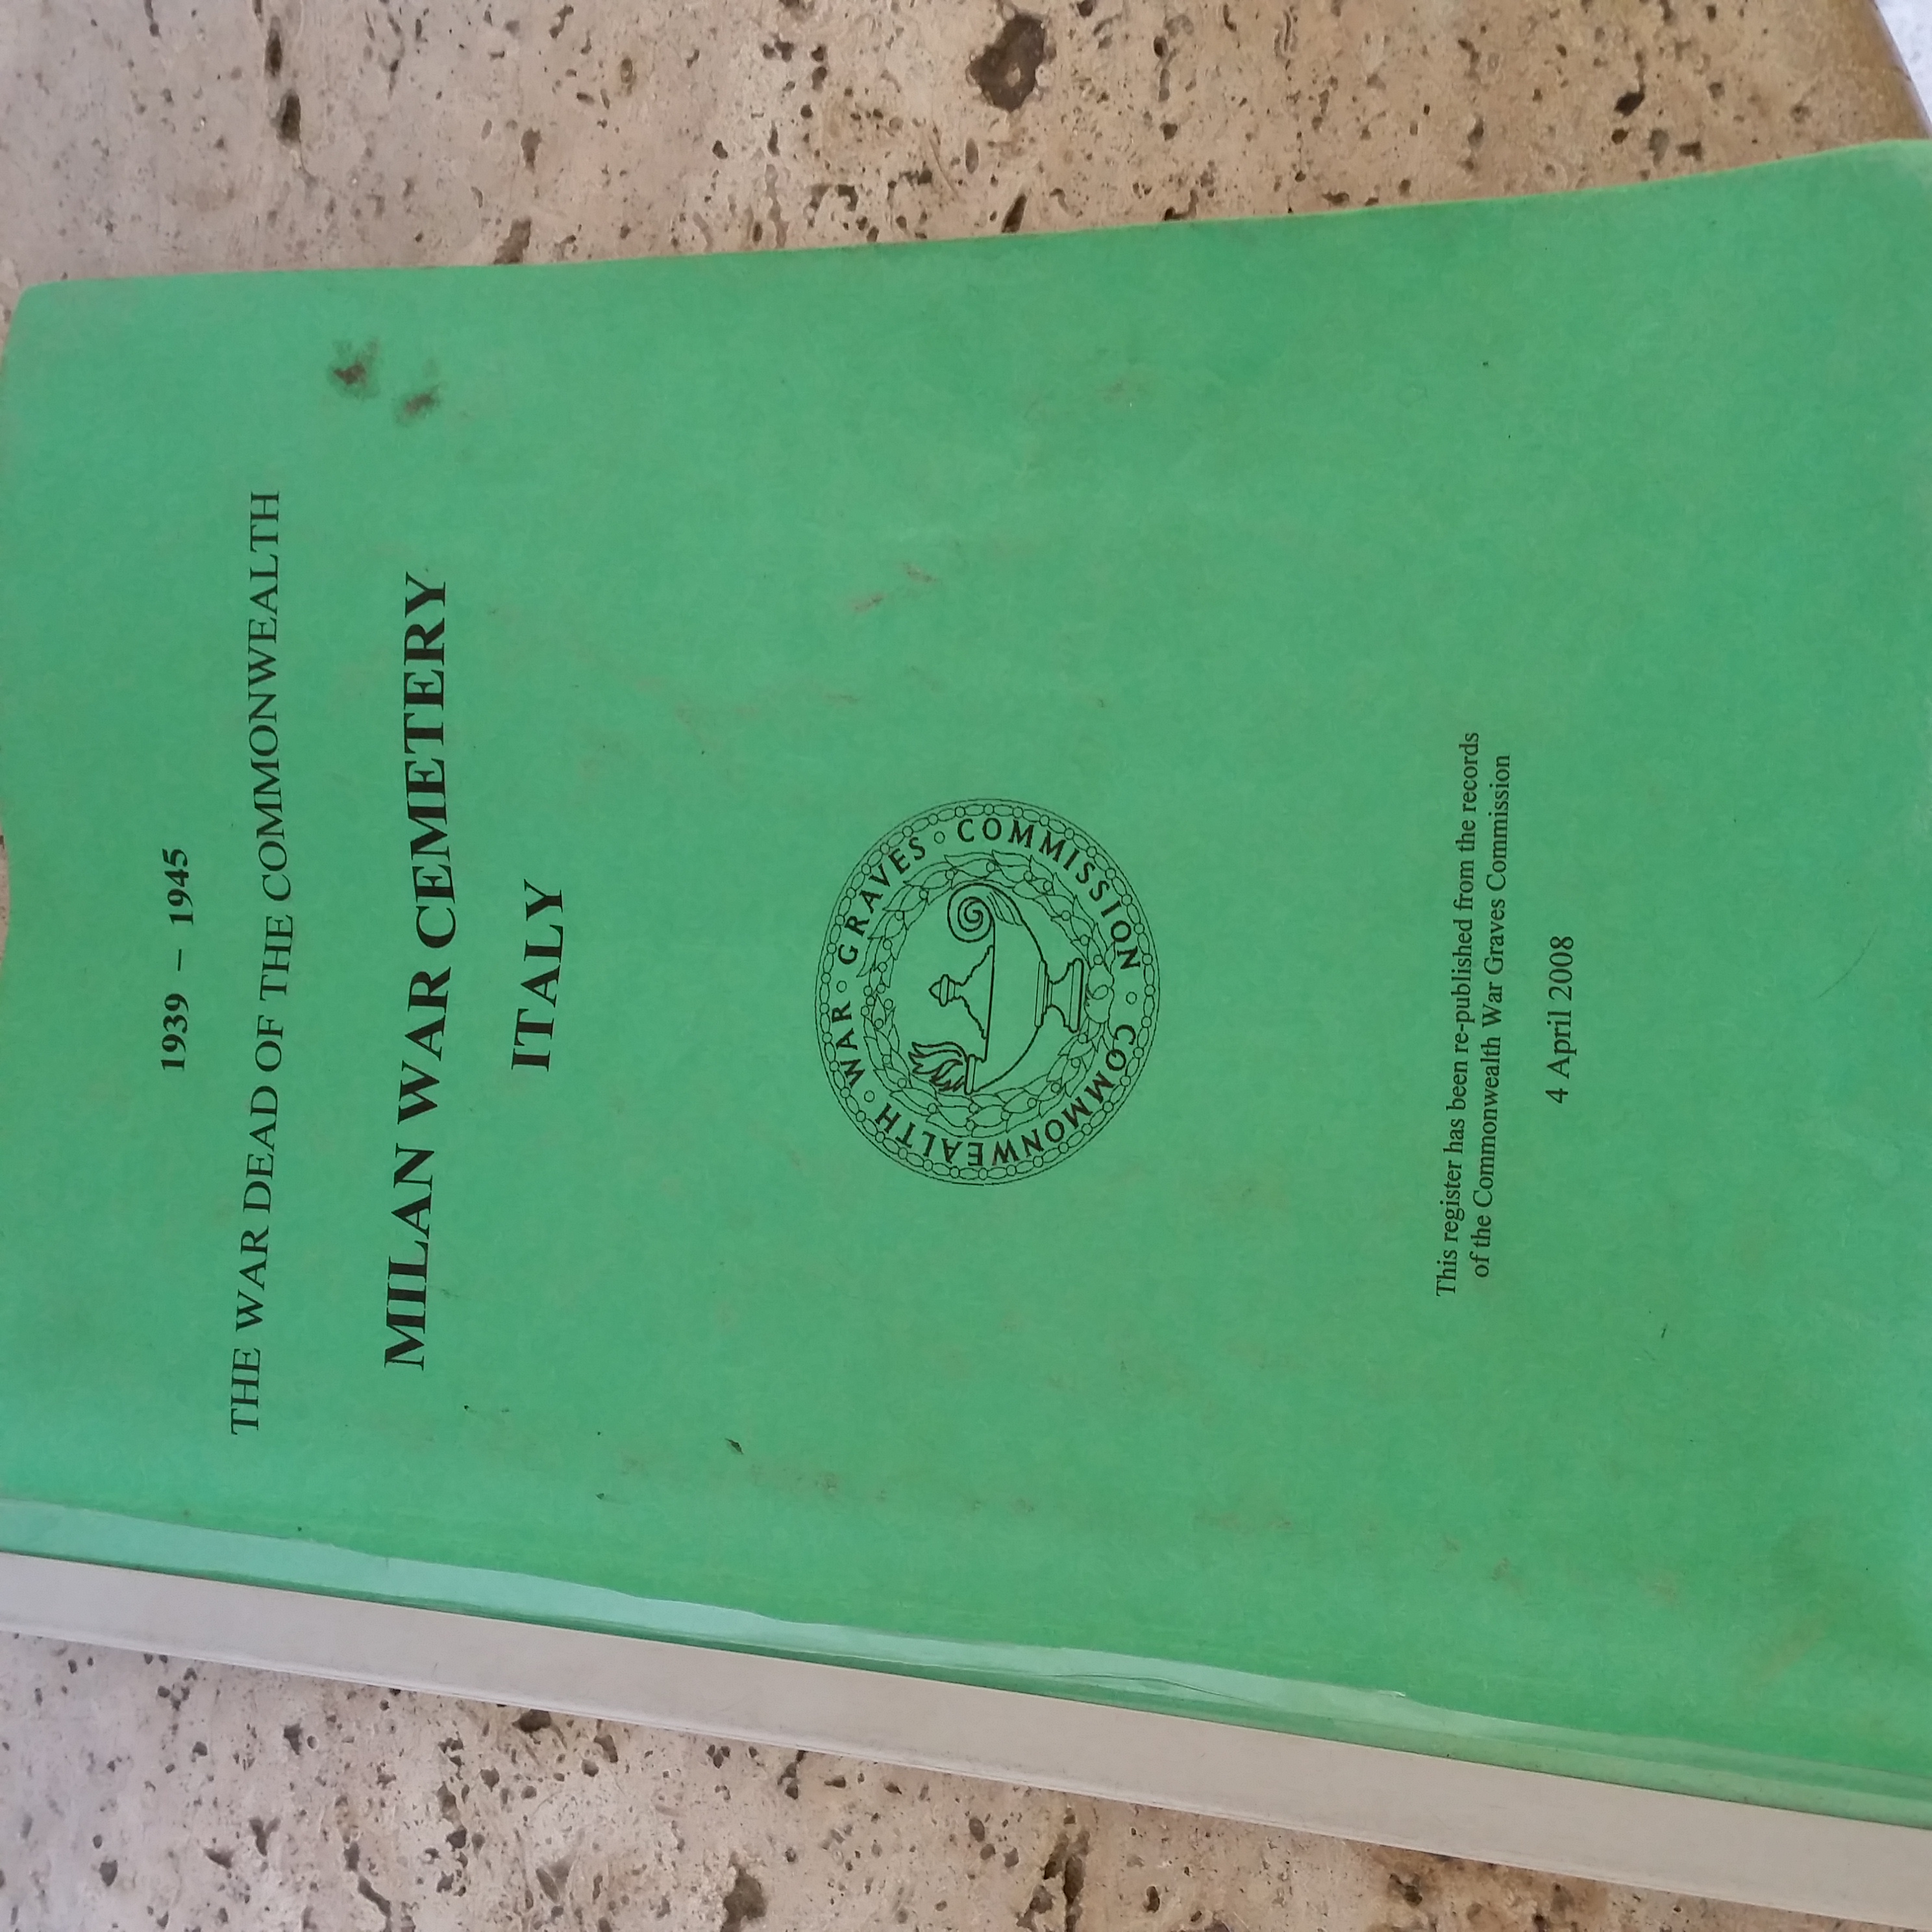 1939 – 1945
THE WAR DEAD OF THE COMMONWEALTH
MILAN WAR CEMETERY
ITALY
COMMONWEALTH · WAR · GRAVES · COMMISSION
This register has been re-published from the records
of the Commonwealth War Graves Commission
4 April 2008